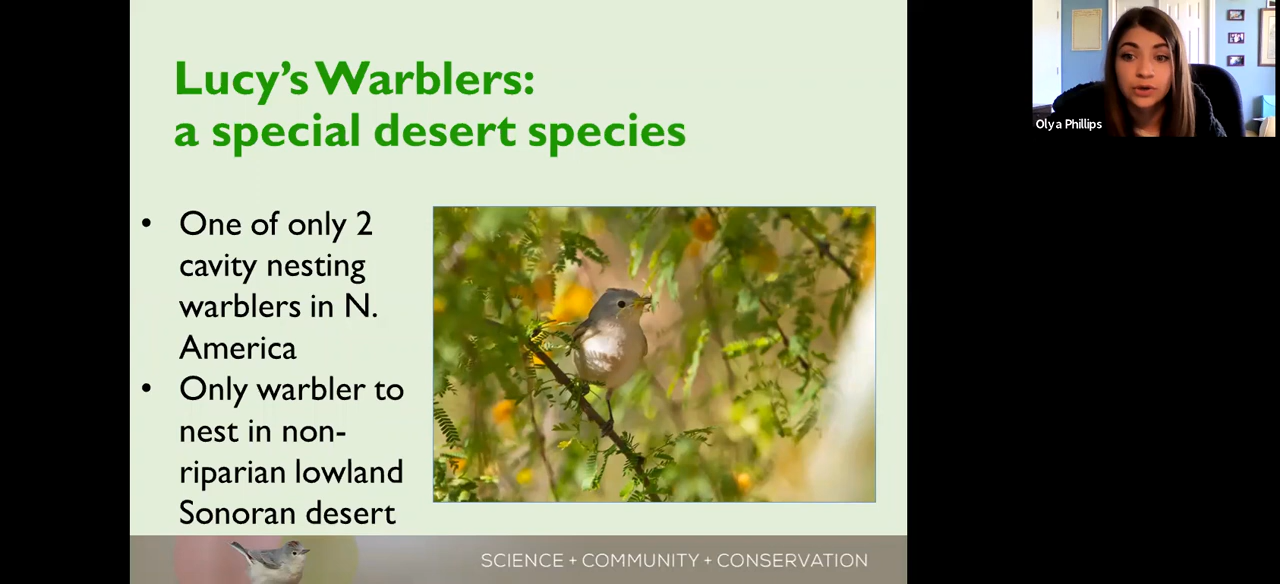 Lucy's Warblers:
a special desert species
• One of only 2
cavity nesting
warblers in N.
America
• Only warbler to
nest in non-
riparian lowland
Sonoran desert
SCIENCE + COMMUNITY + CONSERVATION
Olya Phillips